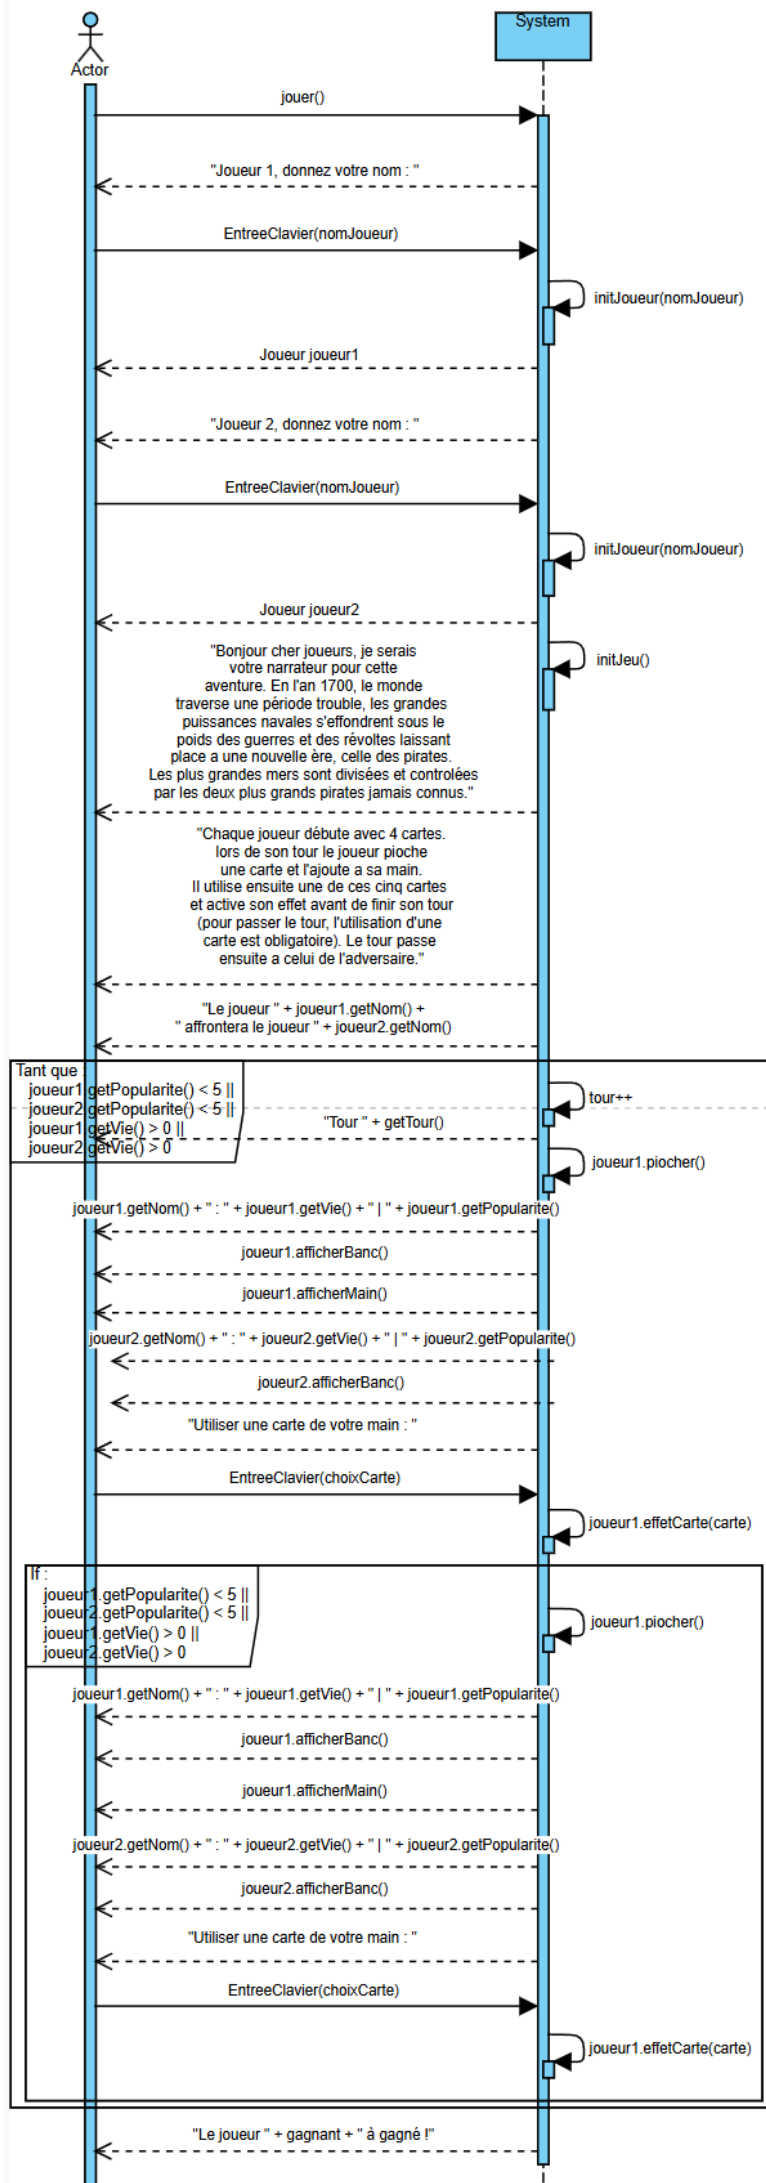 System
Actor
jouer()
"Joueur 1, donnez votre nom : "
EntreeClavier(nomJoueur)
initJoueur(nomJoueur)
Joueur joueur1
"Joueur 2, donnez votre nom : "
EntreeClavier(nomJoueur)
initJoueur(nomJoueur)
Joueur joueur2
initJeu()
"Bonjour cher joueurs, je serais
votre narrateur pour cette
aventure. En l'an 1700, le monde
traverse une période trouble, les grandes
puissances navales s'effondrent sous le
poids des guerres et des révoltes laissant
place a une nouvelle ère, celle des pirates.
Les plus grandes mers sont divisées et controlées
par les deux plus grands pirates jamais connus."
"Chaque joueur débute avec 4 cartes.
lors de son tour le joueur pioche
une carte et l'ajoute a sa main.
Il utilise ensuite une de ces cinq cartes
et active son effet avant de finir son tour
(pour passer le tour, l'utilisation d'une
carte est obligatoire). Le tour passe
ensuite a celui de l'adversaire."
"Le joueur " + joueur1.getNom() +
" affrontera le joueur " + joueur2.getNom()
Tant que :
joueur1.getPopularite() < 5 ||
joueur2.getPopularite() < 5 ||
joueur1.getVie() > 0 ||
joueur2.getVie() > 0
tour++
"Tour " + getTour()
joueur1.piocher()
joueur1.getNom() + " : " + joueur1.getVie() + " | " + joueur1.getPopularite()
joueur1.afficherBanc()
joueur1.afficherMain()
joueur2.getNom() + " : " + joueur2.getVie() + " | " + joueur2.getPopularite()
joueur2.afficherBanc()
"Utiliser une carte de votre main : "
EntreeClavier(choixCarte)
joueur1.effetCarte(carte)
If :
joueur1.getPopularite() < 5 ||
joueur2.getPopularite() < 5 ||
joueur1.getVie() > 0 ||
joueur2.getVie() > 0
joueur1.piocher()
joueur1.getNom() + " : " + joueur1.getVie() + " | " + joueur1.getPopularite()
joueur1.afficherBanc()
joueur1.afficherMain()
joueur2.getNom() + " : " + joueur2.getVie() + " | " + joueur2.getPopularite()
joueur2.afficherBanc()
"Utiliser une carte de votre main : "
EntreeClavier(choixCarte)
joueur1.effetCarte(carte)
"Le joueur " + gagnant + " à gagné !"